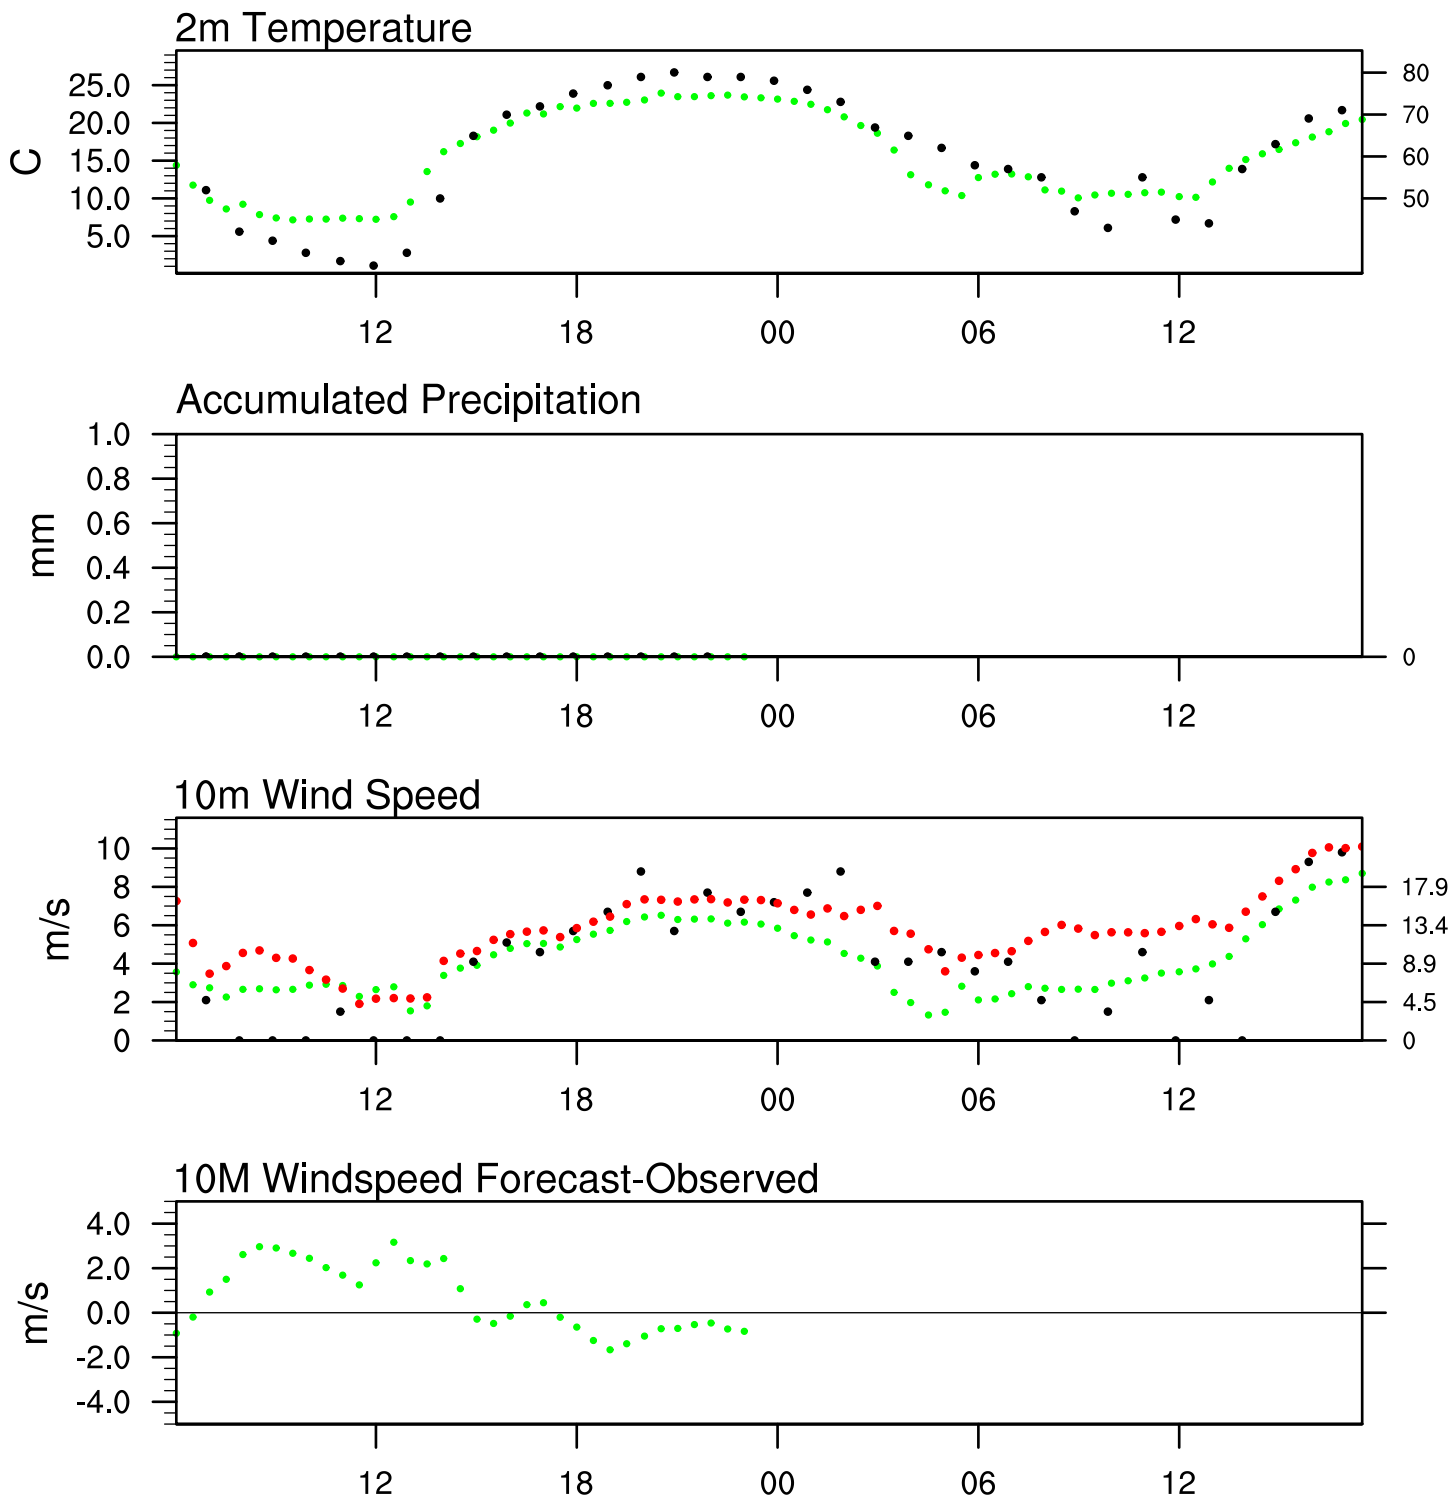 2m Temperature
25.0
20.0
15.0
10.0
5.0
C
80
70
60
50
12 18 00 06 12
Accumulated Precipitation
1.0
0.8
0.6
0.4
0.2
0.0
mm
0
12 18 00 06 12
10m Wind Speed
10
8
6
4
2
0
m/s
17.9
13.4
8.9
4.5
0
12 18 00 06 12
10M Windspeed Forecast-Observed
4.0
2.0
0.0
-2.0
-4.0
m/s
12 18 00 06 12